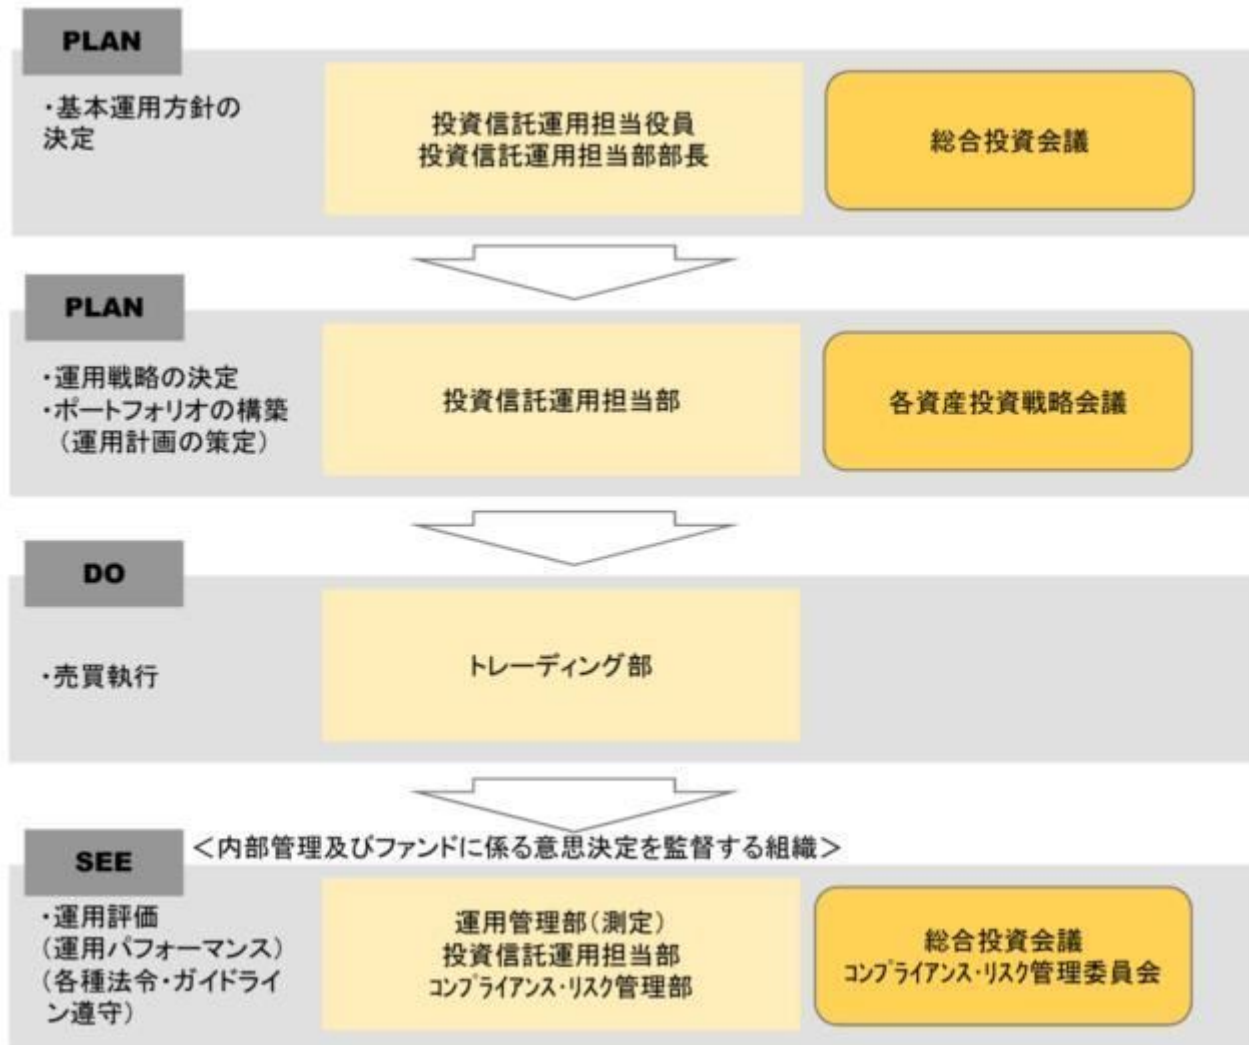 PLAN
・基本運用方針の
決定
投資信託運用担当役員
投資信託運用担当部部長
総合投資会議
PLAN
・運用戦略の決定
・ポートフォリオの構築
（運用計画の策定）
投資信託運用担当部
各資産投資戦略会議
DO
・売買執行
トレーディング部
SEE
＜内部管理及びファンドに係る意思決定を監督する組織＞
・運用評価
(運用パフォーマンス)
(各種法令・ガイドライ
ン遵守)
運用管理部(測定)
投資信託運用担当部
ｺﾝﾌﾟﾗｲｱﾝｽ・ﾘｽｸ管理部
総合投資会議
ｺﾝﾌﾟﾗｲｱﾝｽ・ﾘｽｸ管理委員会